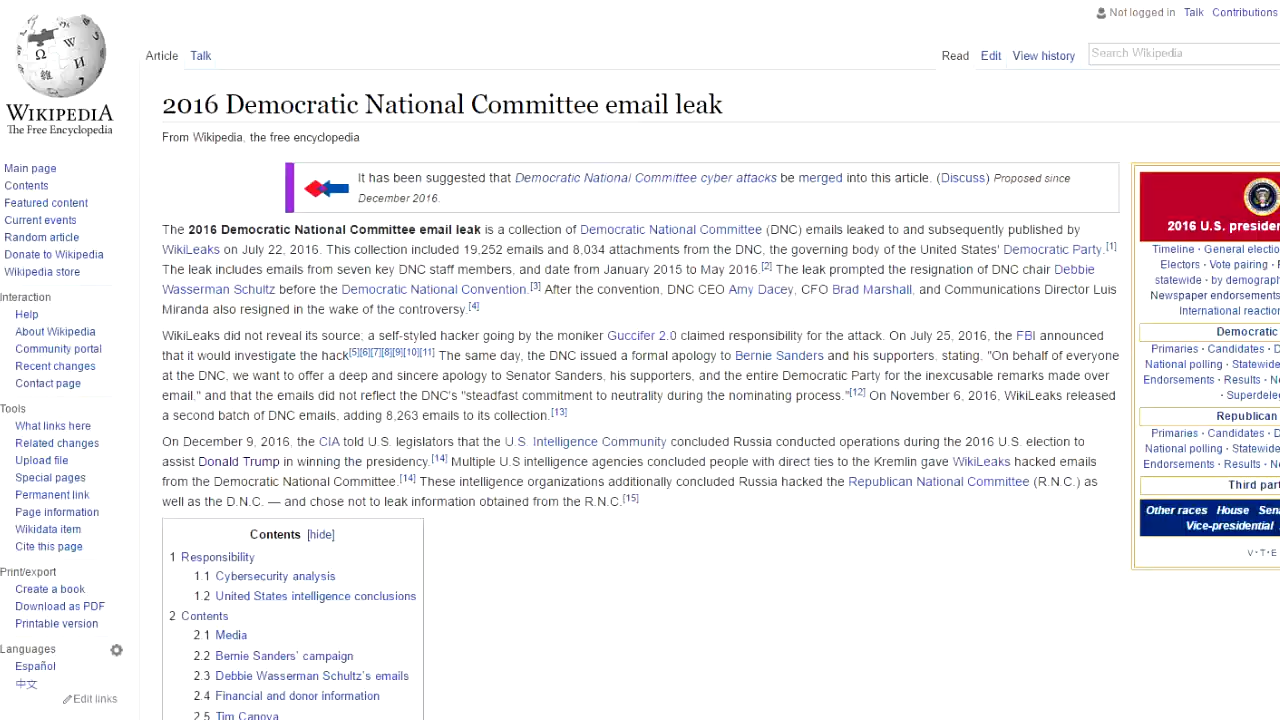 Not logged in Talk Contributions
Article Talk
Read Edit View history
Search Wikipedia
WIKIPEDIA
The Free Encyclopedia
Main page
Contents
Featured content
Current events
Random article
Donate to Wikipedia
Wikipedia store
Interaction
Help
About Wikipedia
Community portal
Recent changes
Contact page
Tools
What links here
Related changes
Upload file
Special pages
Permanent link
Page information
Wikidata item
Cite this page
Print/export
Create a book
Download as PDF
Printable version
Languages
Español
中文
Edit links
2016 Democratic National Committee email leak
From Wikipedia, the free encyclopedia
It has been suggested that Democratic National Committee cyber attacks be merged into this article. (Discuss) Proposed since
December 2016.
The 2016 Democratic National Committee email leak is a collection of Democratic National Committee (DNC) emails leaked to and subsequently published by
WikiLeaks on July 22, 2016. This collection included 19,252 emails and 8,034 attachments from the DNC, the governing body of the United States' Democratic Party.[1]
The leak includes emails from seven key DNC staff members, and date from January 2015 to May 2016.[2] The leak prompted the resignation of DNC chair Debbie
Wasserman Schultz before the Democratic National Convention.[3] After the convention, DNC CEO Amy Dacey, CFO Brad Marshall, and Communications Director Luis
Miranda also resigned in the wake of the controversy.[4]
WikiLeaks did not reveal its source; a self-styled hacker going by the moniker Guccifer 2.0 claimed responsibility for the attack. On July 25, 2016, the FBI announced
that it would investigate the hack[5][6][7][8][9][10][11] The same day, the DNC issued a formal apology to Bernie Sanders and his supporters, stating, "On behalf of everyone
at the DNC, we want to offer a deep and sincere apology to Senator Sanders, his supporters, and the entire Democratic Party for the inexcusable remarks made over
email," and that the emails did not reflect the DNC's "steadfast commitment to neutrality during the nominating process."[12] On November 6, 2016, WikiLeaks released
a second batch of DNC emails, adding 8,263 emails to its collection.[13]
On December 9, 2016, the CIA told U.S. legislators that the U.S. Intelligence Community concluded Russia conducted operations during the 2016 U.S. election to
assist Donald Trump in winning the presidency.[14] Multiple U.S intelligence agencies concluded people with direct ties to the Kremlin gave WikiLeaks hacked emails
from the Democratic National Committee.[14] These intelligence organizations additionally concluded Russia hacked the Republican National Committee (R.N.C.) as
well as the D.N.C. — and chose not to leak information obtained from the R.N.C.[15]
Contents [hide]
1 Responsibility
1.1 Cybersecurity analysis
1.2 United States intelligence conclusions
2 Contents
2.1 Media
2.2 Bernie Sanders' campaign
2.3 Debbie Wasserman Schultz's emails
2.4 Financial and donor information
2.5 Tim Canova
2016 U.S. preside
Timeline · General electio
Electors · Vote pairing ·
statewide · by demograph
Newspaper endorsements
International reaction
Democratic
Primaries · Candidates ·
National polling · Statewide
Endorsements · Results ·
· Superdele
Republican
Primaries · Candidates ·
National polling · Statewide
Endorsements · Results ·
Third part
Other races House Sena
Vice-presidential
V · T · E